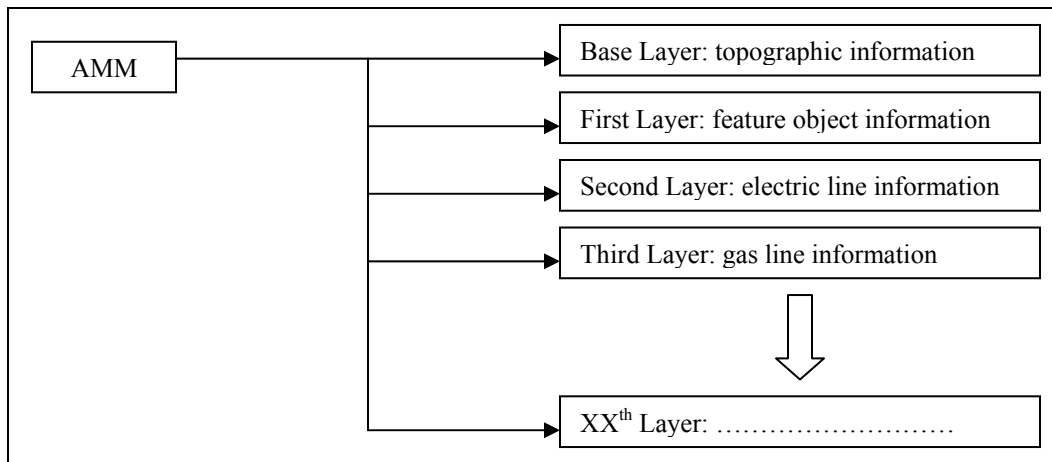 AMM
Base Layer: topographic information
First Layer: feature object information
Second Layer: electric line information
Third Layer: gas line information
XXth Layer: ………………………